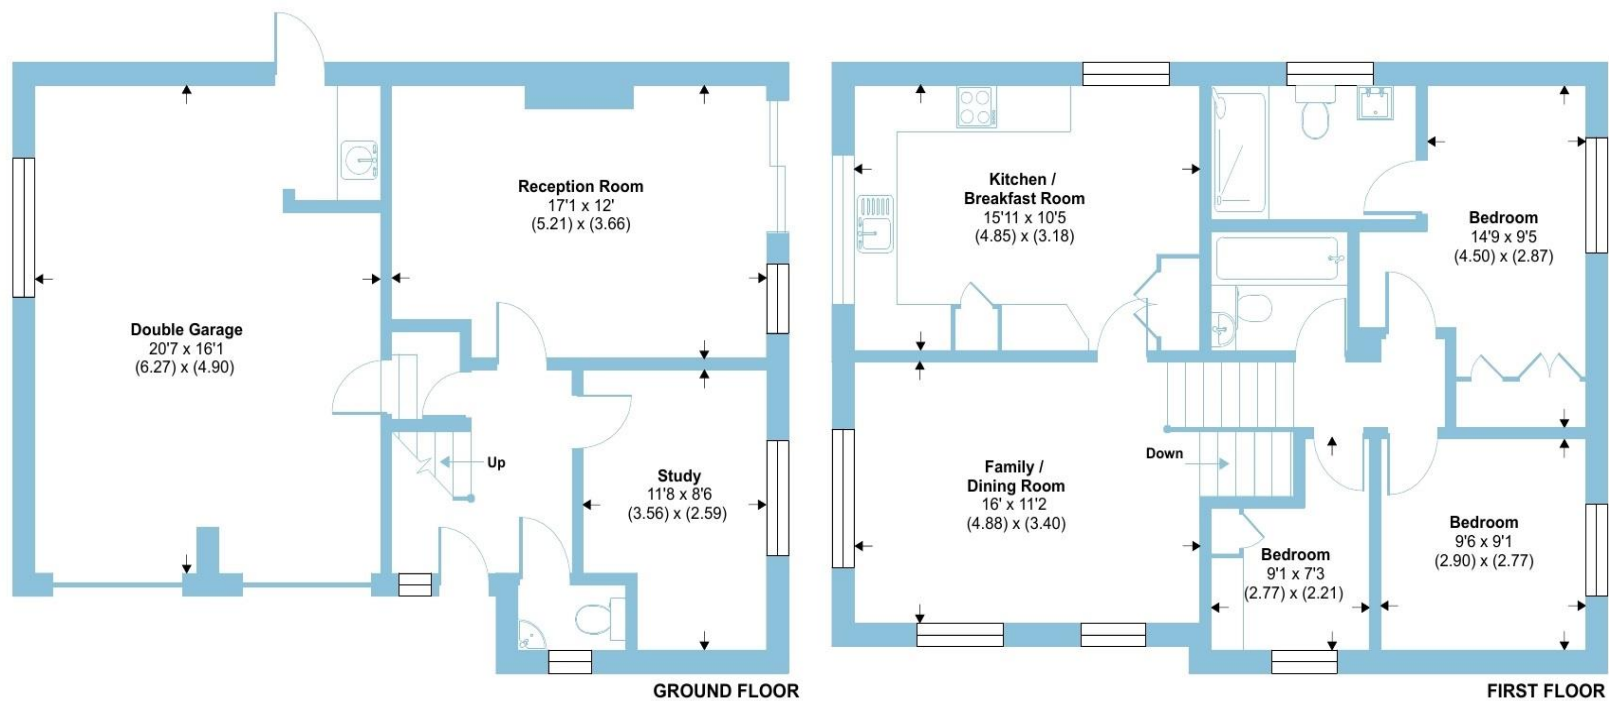 Double Garage
20'7 x 16'1
(6.27) x (4.90)
Reception Room
17'1 x 12'
(5.21) x (3.66)
Up
Study
11'8 x 8'6
(3.56) x (2.59)
GROUND FLOOR
Kitchen /
Breakfast Room
15'11 x 10'5
(4.85) x (3.18)
Bedroom
14'9 x 9'5
(4.50) x (2.87)
Family /
Dining Room
16' x 11'2
(4.88) x (3.40)
Down
Bedroom
9'1 x 7'3
(2.77) x (2.21)
Bedroom
9'6 x 9'1
(2.90) x (2.77)
FIRST FLOOR